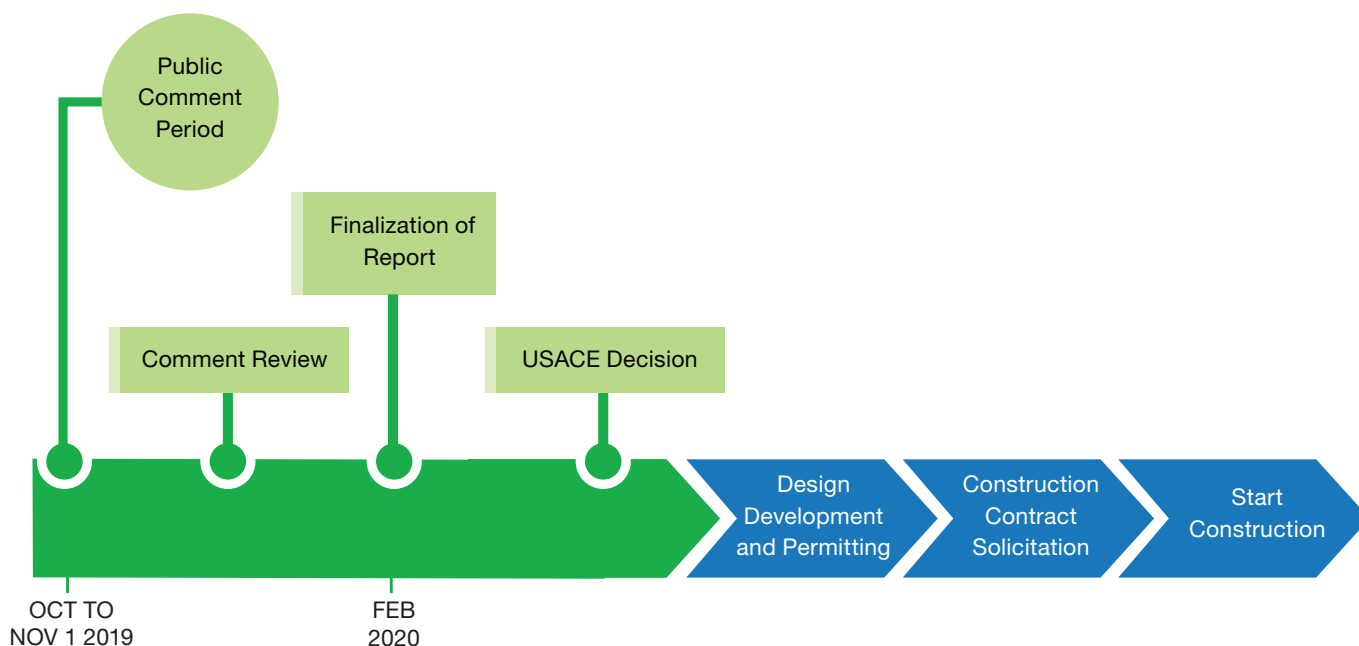 Public
Comment
Period
Finalization of
Report
Comment Review
USACE Decision
Design
Development
and Permitting
Construction
Contract
Solicitation
Start
Construction
OCT TO
NOV 1 2019
FEB
2020